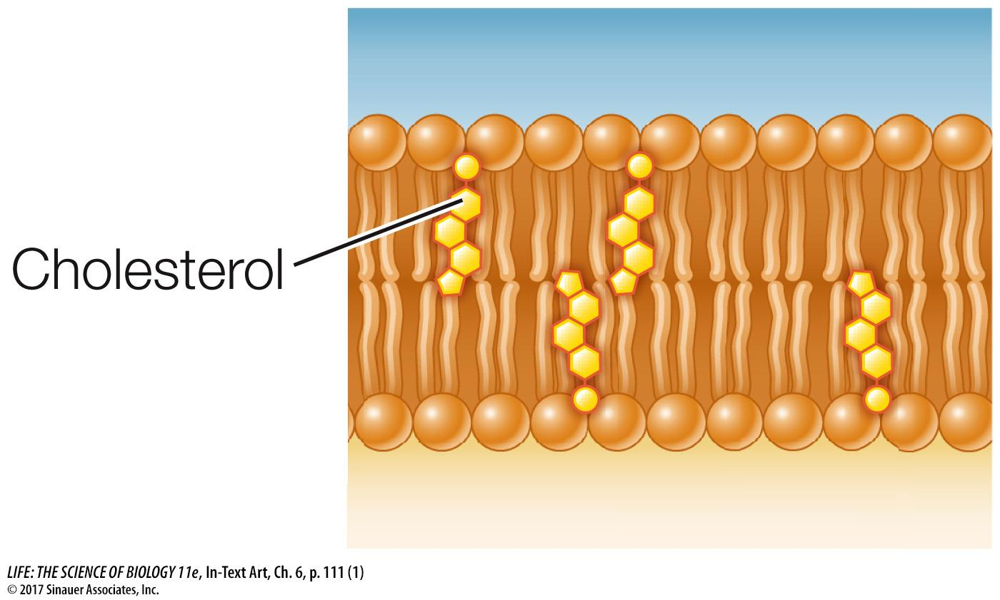 Cholesterol
LIFE: THE SCIENCE OF BIOLOGY 11e, In-Text Art, Ch. 6, p. 111 (1)
© 2017 Sinauer Associates, Inc.